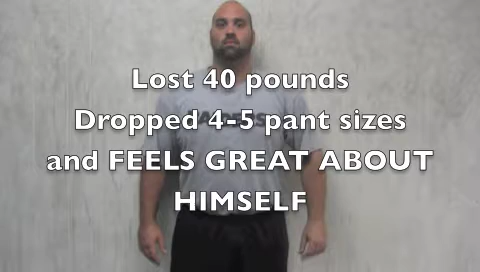 Lost 40 pounds
Dropped 4-5 pant sizes
and FEELS GREAT ABOUT
HIMSELF